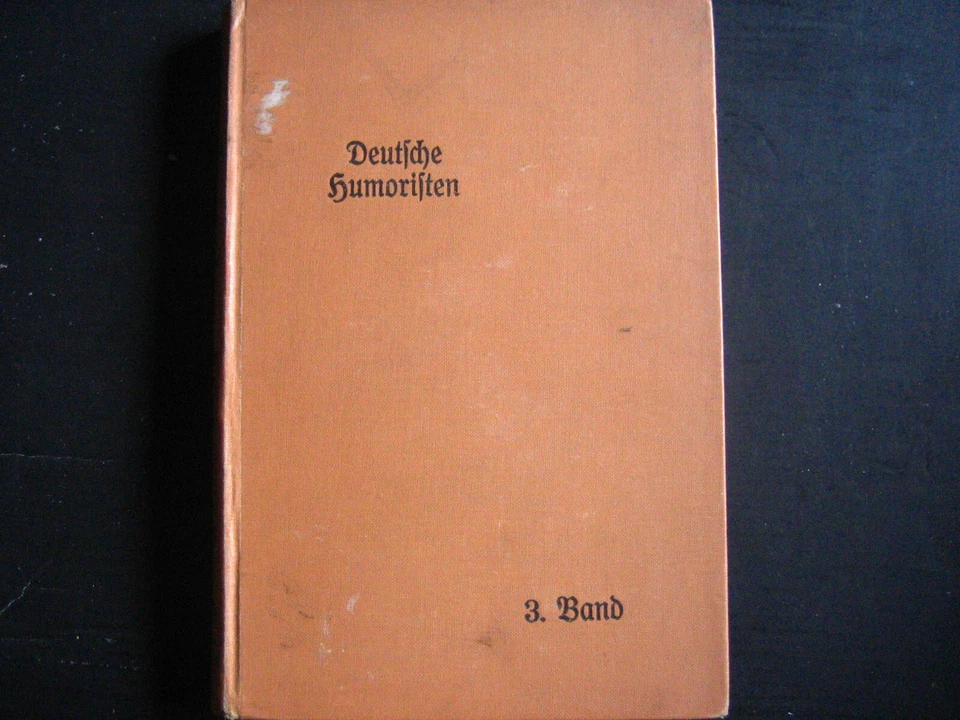 Deutſche
Humoriſten
3. Band